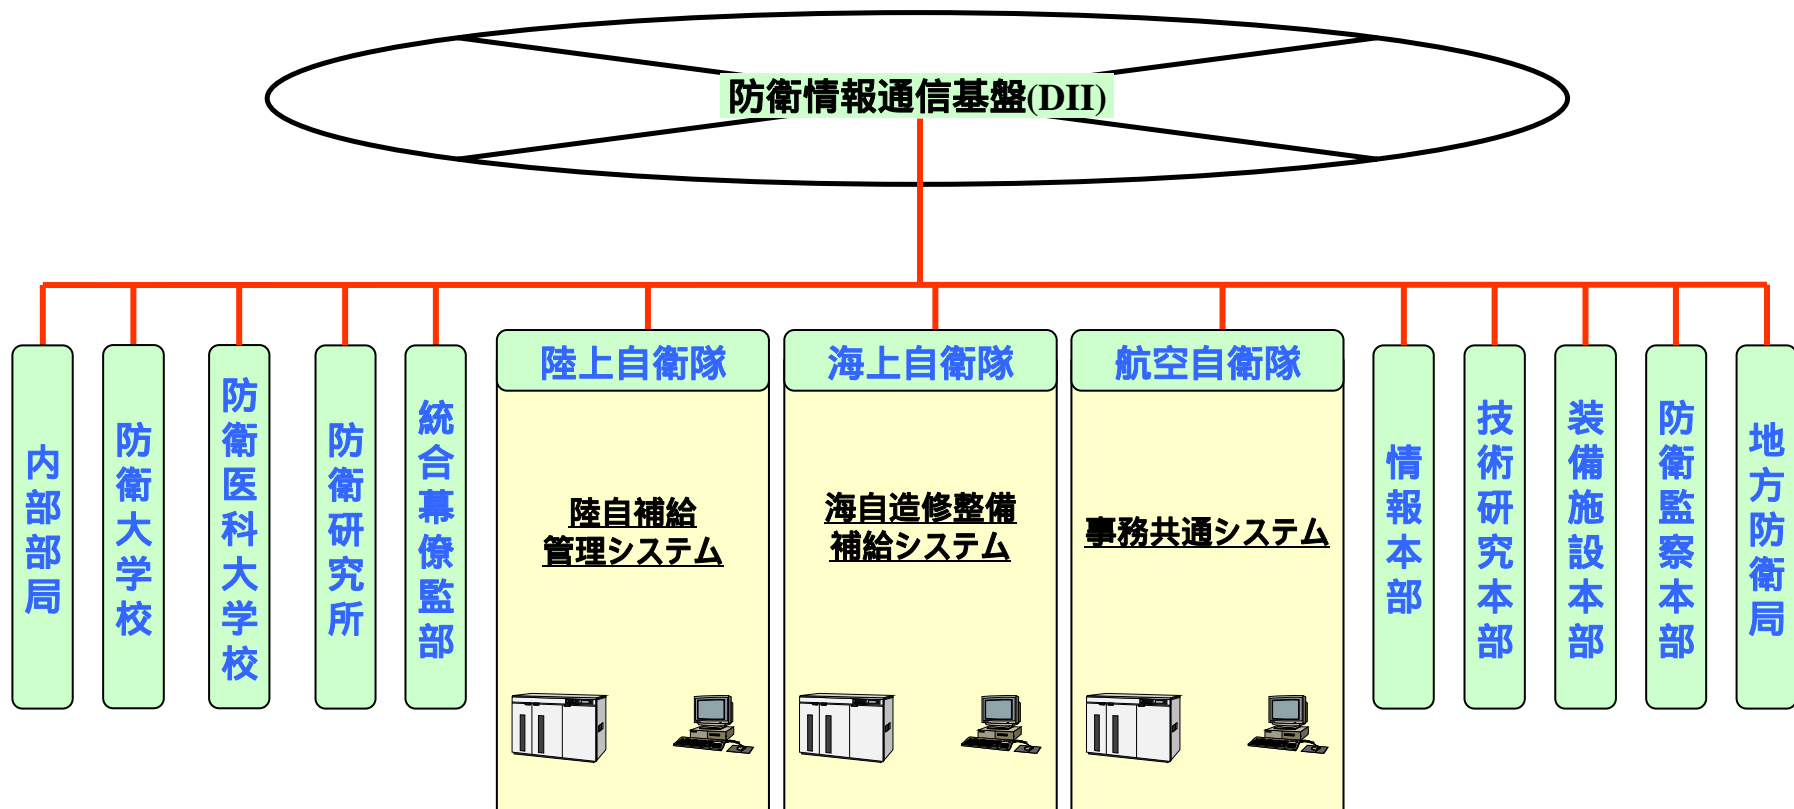 防衛情報通信基盤(DII)
内部部局
防衛大学校
防衛医科大学校
防衛研究所
統合幕僚監部
陸上自衛隊
陸自補給
管理システム
海上自衛隊
海自造修整備
補給システム
航空自衛隊
事務共通システム
情報本部
技術研究本部
装備施設本部
防衛監察本部
地方防衛局